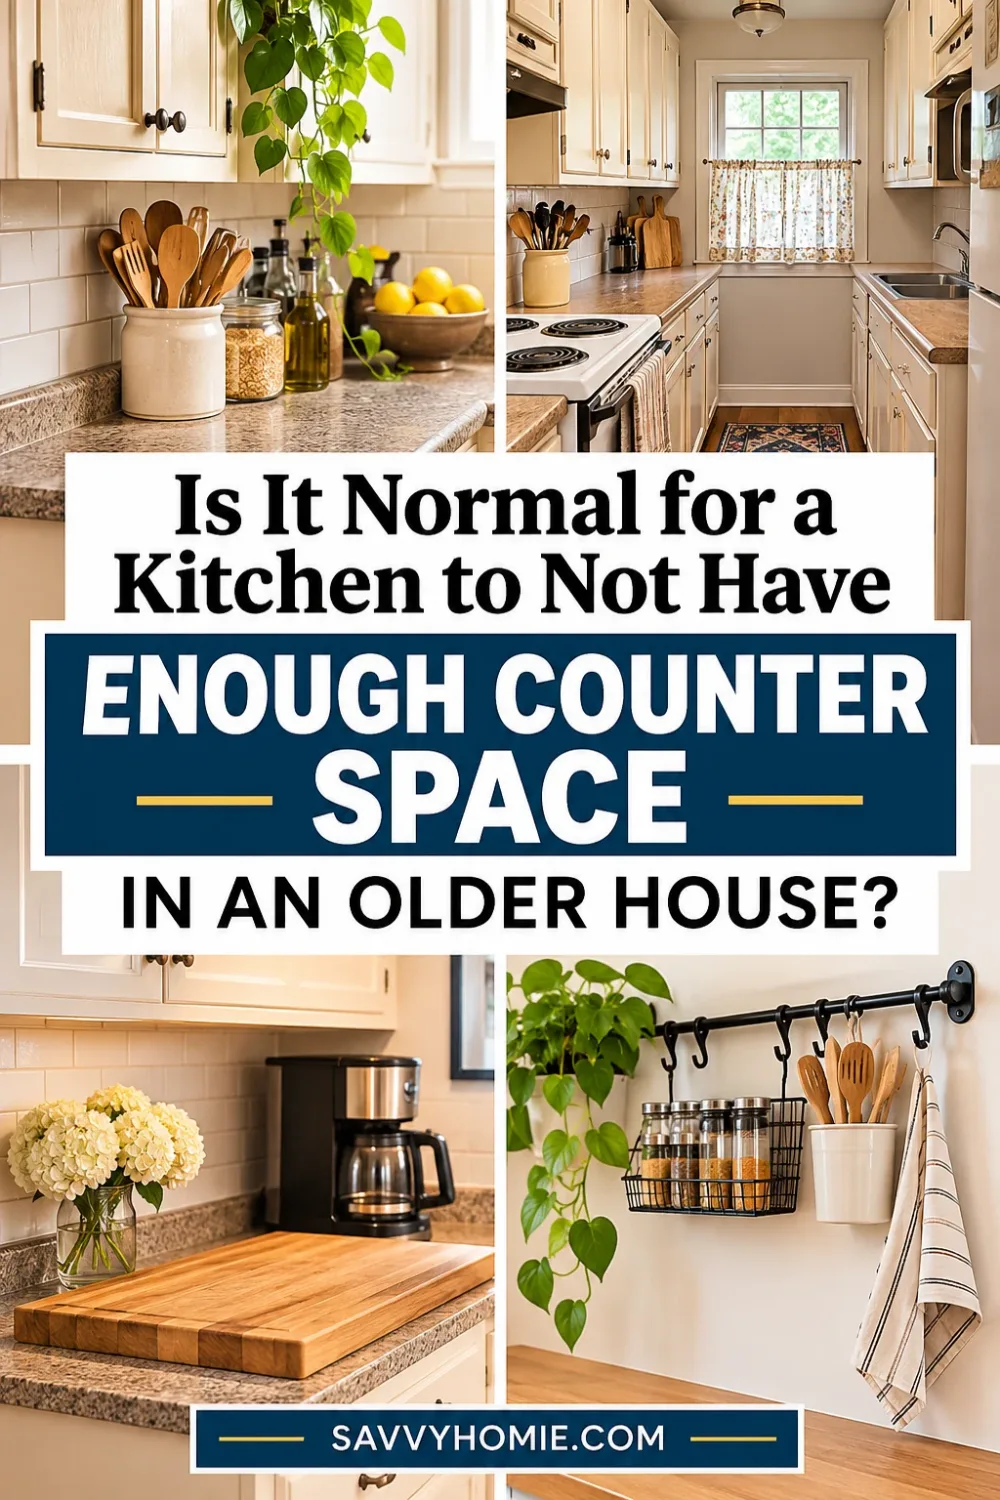 Is It Normal for a
Kitchen to Not Have
ENOUGH COUNTER
SPACE
IN AN OLDER HOUSE?
SAVVYHOMIE.COM